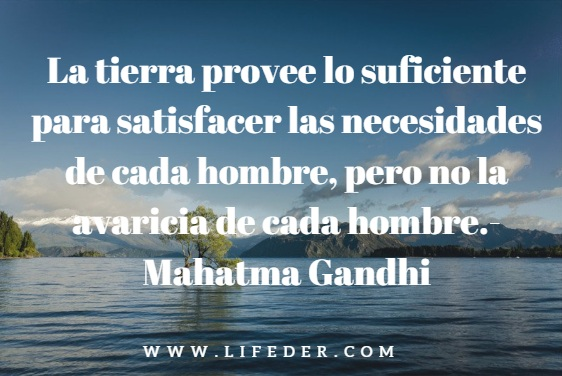 La tierra provee lo suficiente
para satisfacer las necesidades
de cada hombre, pero no la
avaricia de cada hombre.-
Mahatma Gandhi
WWW.LIFEDER.COM